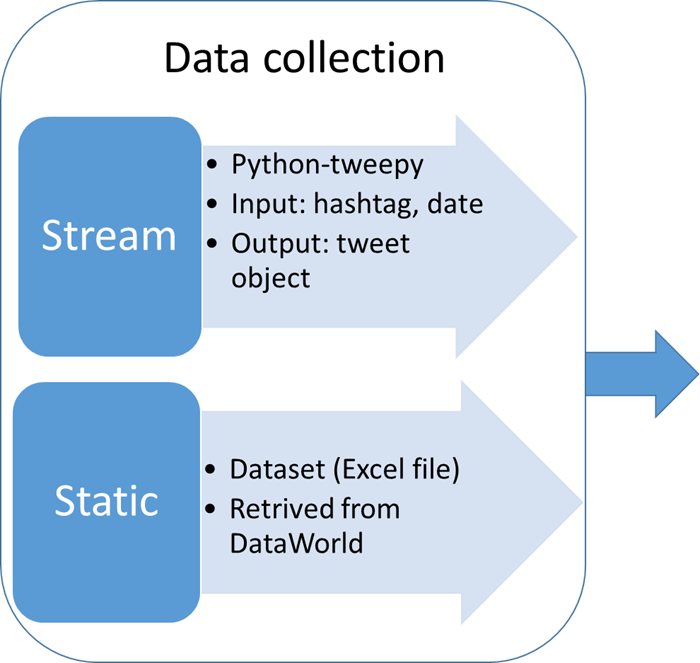 Data collection
Stream
• Python-tweepy
• Input: hashtag, date
• Output: tweet
object
Static
• Dataset (Excel file)
• Retrived from
DataWorld